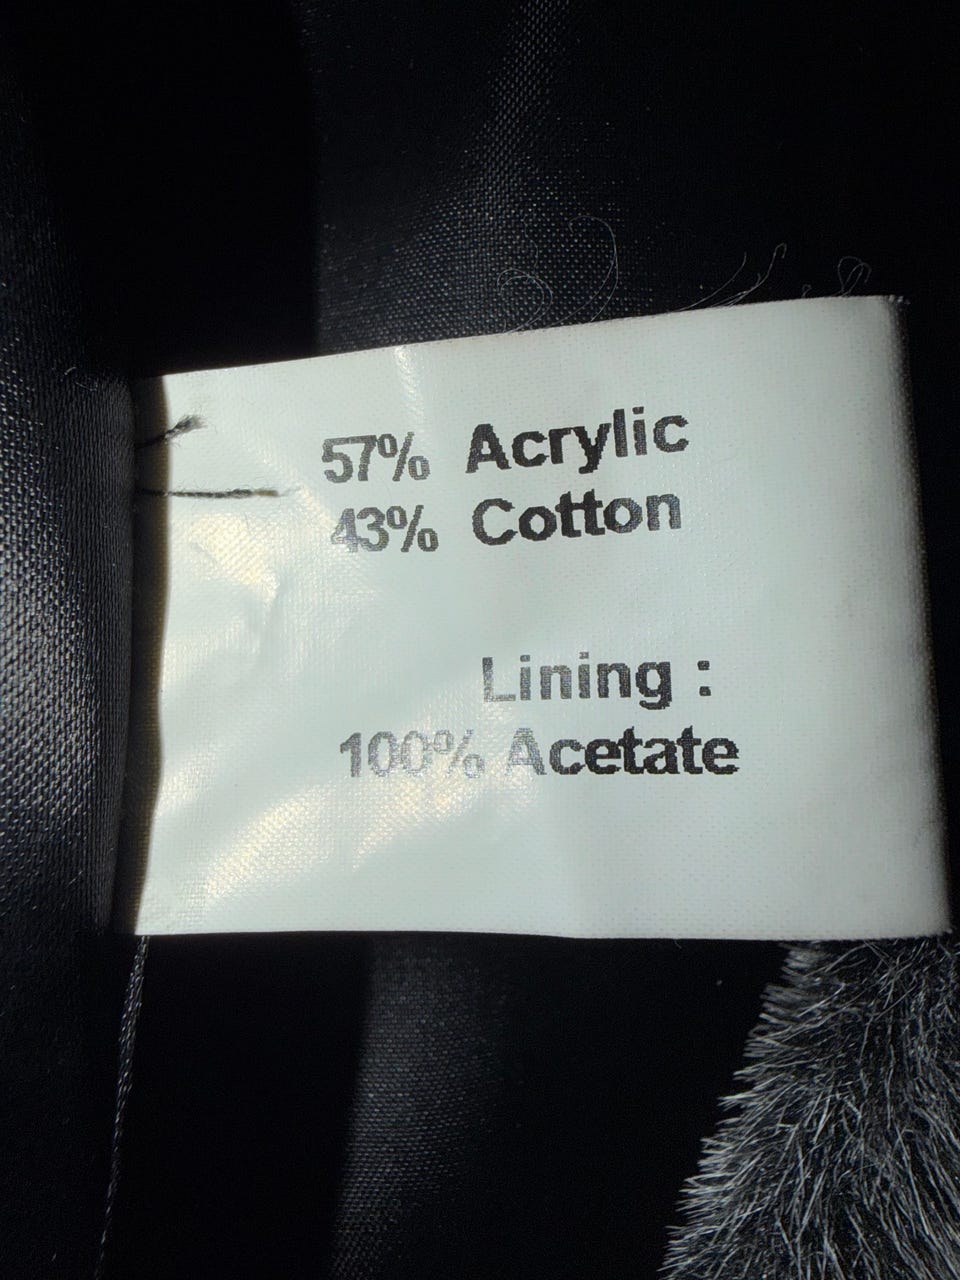 57% Acrylic
43% Cotton
Lining :
100% Acetate